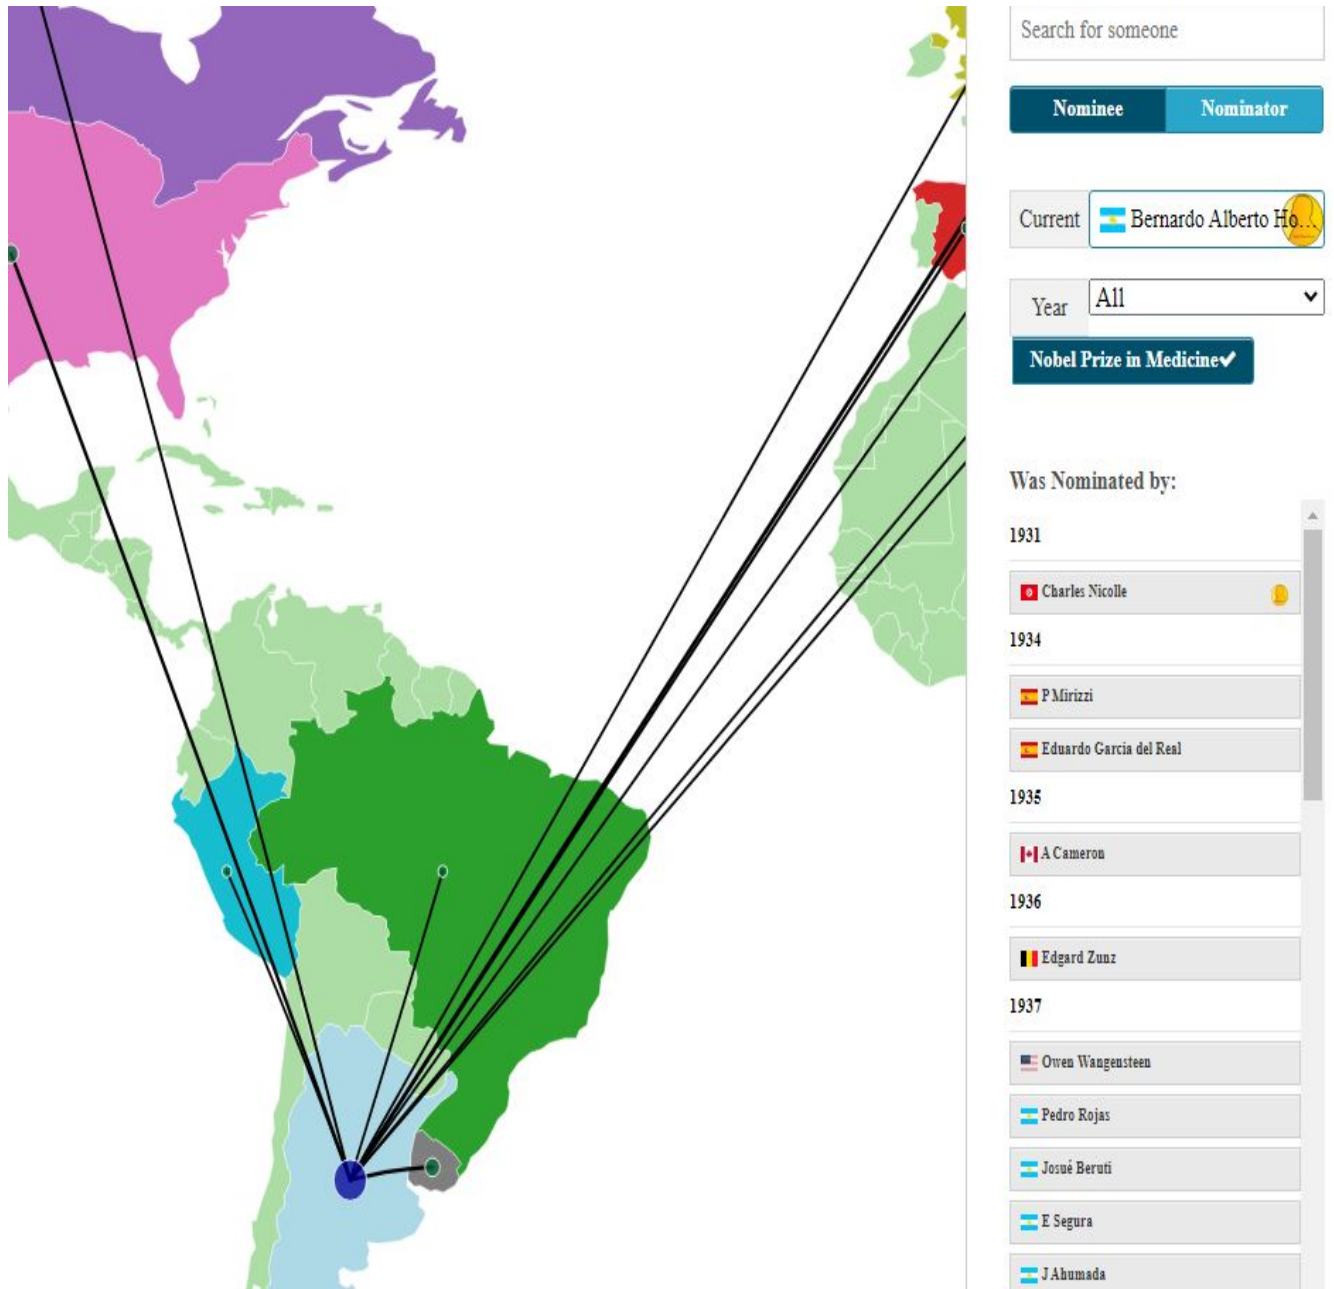 Search for someone
Nominee Nominator
Current Bernardo Alberto Ho...
Year All
Nobel Prize in Medicine✔
Was Nominated by:
1931
Charles Nicolle
1934
P Mirizzi
Eduardo Garcia del Real
1935
A Cameron
1936
Edgard Zunz
1937
Owen Wangensteen
Pedro Rojas
Josué Beruti
E Segura
J Ahumada